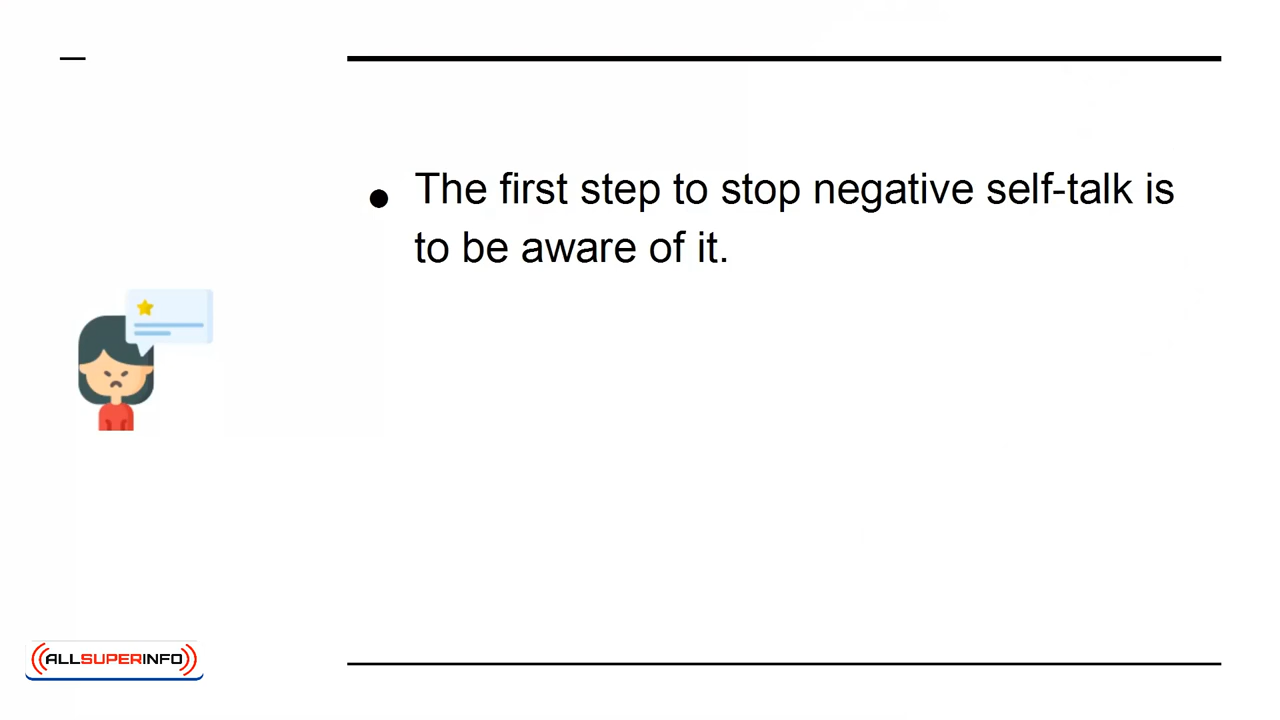 The first step to stop negative self-talk is
to be aware of it.
ALLSUPERINFO